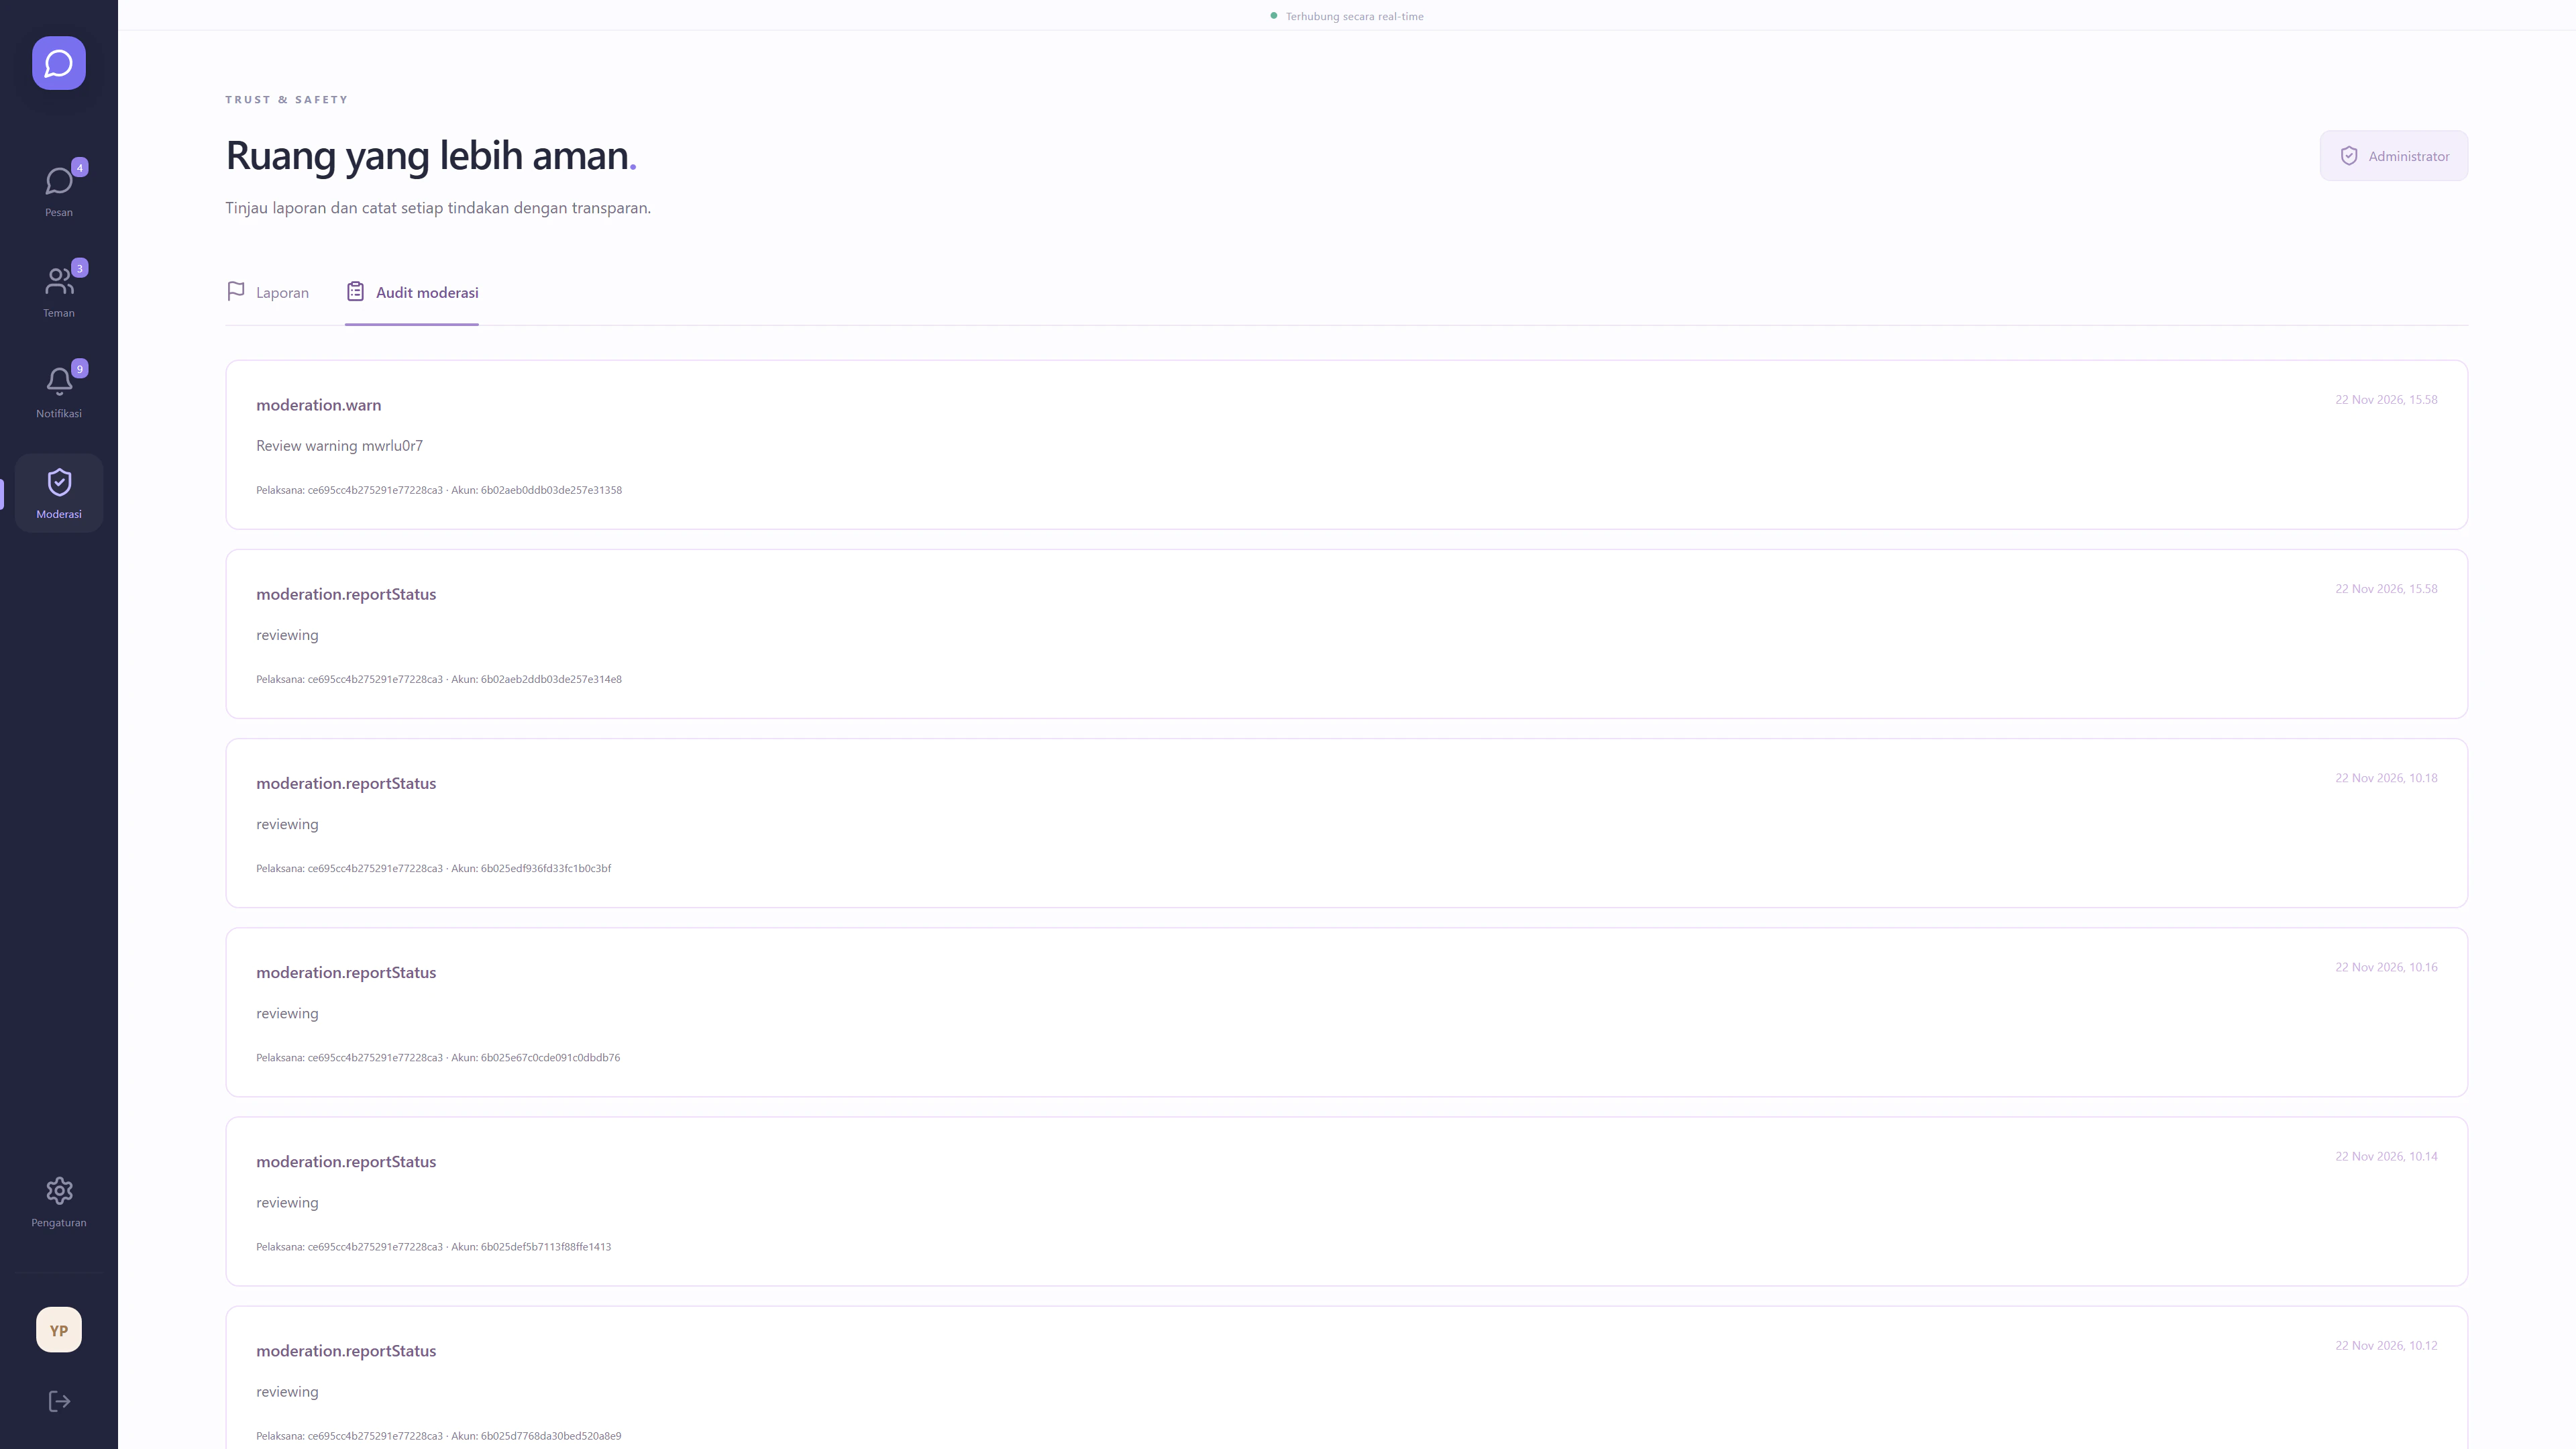 Terhubung secara real-time
4
Pesan
3
Teman
9
Notifikasi
Moderasi
Pengaturan
YP
TRUST & SAFETY
Ruang yang lebih aman.
Administrator
Tinjau laporan dan catat setiap tindakan dengan transparan.
Laporan
Audit moderasi
moderation.warn
22 Nov 2026, 15.58
Review warning mwrlu0r7
Pelaksana: ce695cc4b275291e77228ca3 · Akun: 6b02aeb0ddb03de257e31358
moderation.reportStatus
22 Nov 2026, 15.58
reviewing
Pelaksana: ce695cc4b275291e77228ca3 · Akun: 6b02aeb2ddb03de257e314e8
moderation.reportStatus
22 Nov 2026, 10.18
reviewing
Pelaksana: ce695cc4b275291e77228ca3 · Akun: 6b025edf936fd33fc1b0c3bf
moderation.reportStatus
22 Nov 2026, 10.16
reviewing
Pelaksana: ce695cc4b275291e77228ca3 · Akun: 6b025e67c0cde091c0dbdb76
moderation.reportStatus
22 Nov 2026, 10.14
reviewing
Pelaksana: ce695cc4b275291e77228ca3 · Akun: 6b025def5b7113f88ffe1413
moderation.reportStatus
22 Nov 2026, 10.12
reviewing
Pelaksana: ce695cc4b275291e77228ca3 · Akun: 6b025d7768da30bed520a8e9